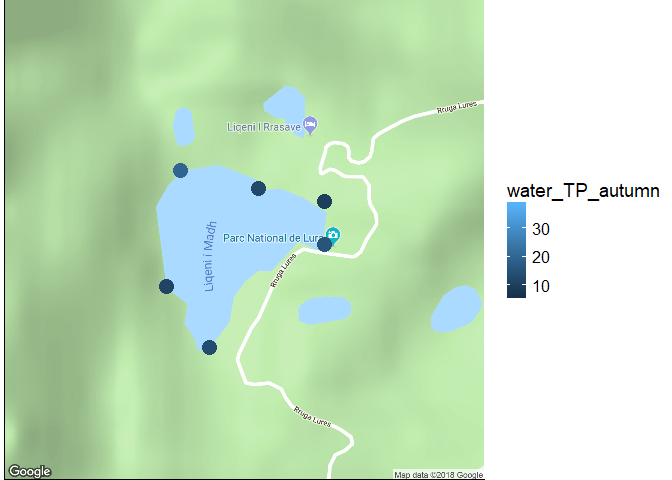 Rruga Lures
Liqeni I Rrasave
Parc National de Lura
Liqeni i Madh
Rruga Lures
Rruga Lures
Google
Map data ©2018 Google
water_TP_autumn
30
20
10